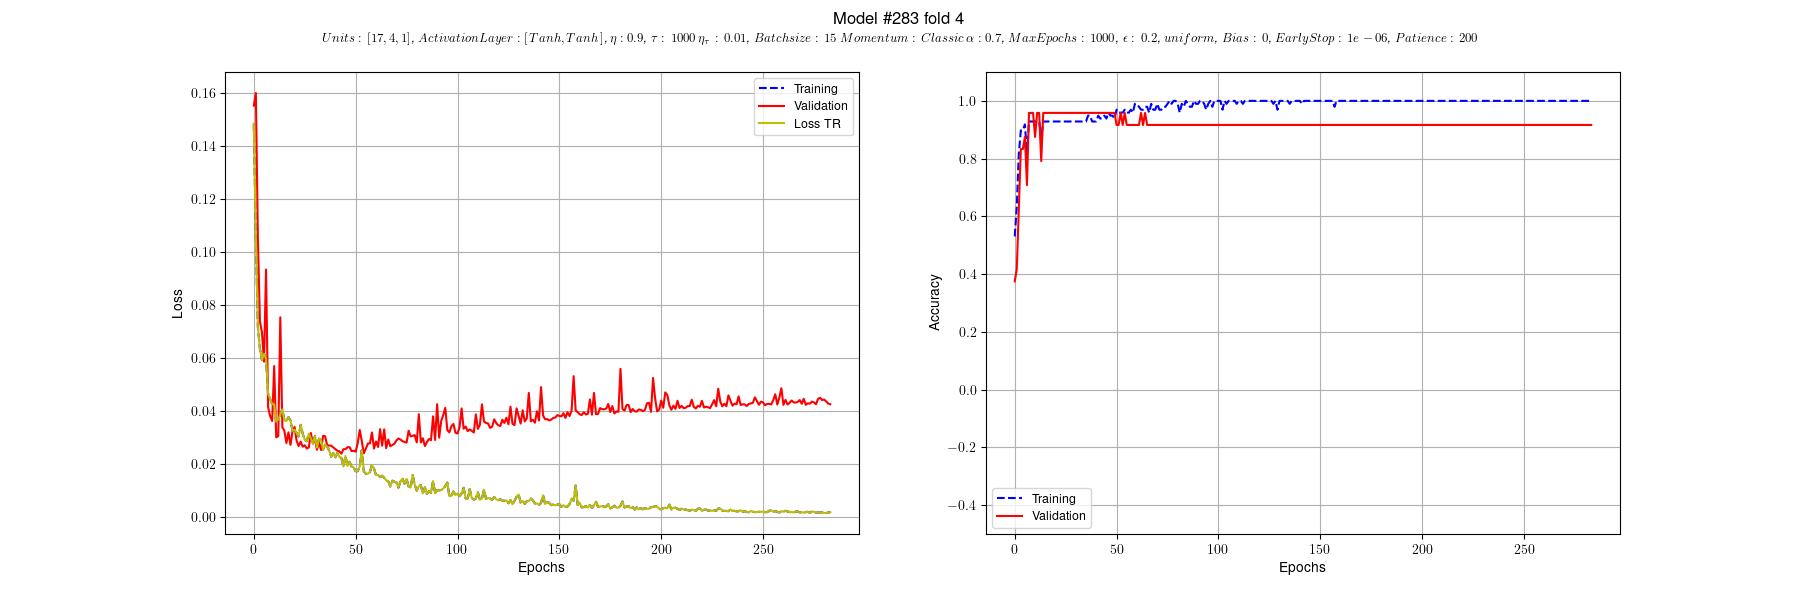 Model #283 fold 4
Units : [17, 4, 1], ActivationLayer : [Tanh, Tanh], η : 0.9, τ : 1000 ητ : 0.01, Batchsize : 15 Momentum : Classic α : 0.7, MaxEpochs : 1000, ϵ : 0.2, uniform, Bias : 0, EarlyStop : 1e − 06, Patience : 200
Loss
0.16
0.14
0.12
0.10
0.08
0.06
0.04
0.02
0.00
Training
Validation
Loss TR
0 50 100 150 200 250
Epochs
Accuracy
1.0
0.8
0.6
0.4
0.2
0.0
−0.2
−0.4
Training
Validation
0 50 100 150 200 250
Epochs